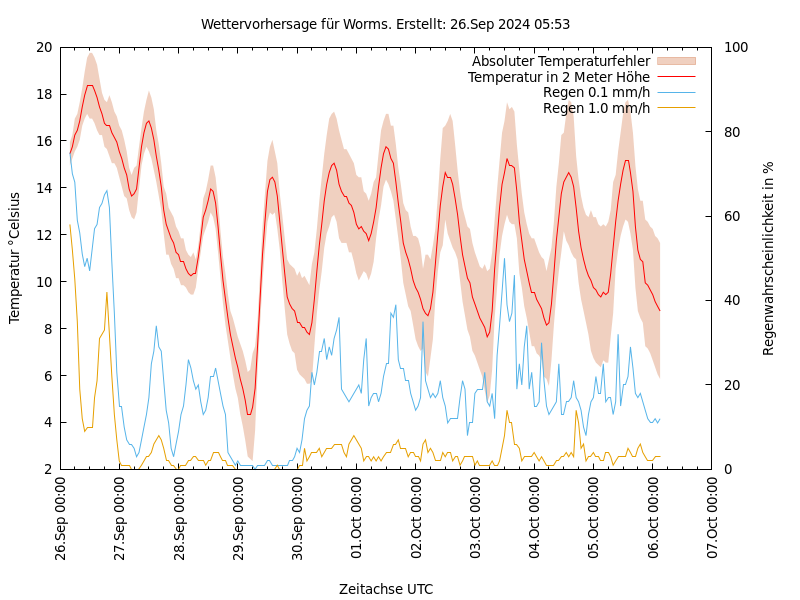 Wettervorhersage für Worms. Erstellt: 26.Sep 2024 05:53
Absoluter Temperaturfehler
Temperatur in 2 Meter Höhe
Regen 0.1 mm/h
Regen 1.0 mm/h
Temperatur °Celsius
20
18
16
14
12
10
8
6
4
2
Regenwahrscheinlichkeit in %
100
80
60
40
20
0
26.Sep 00:00
27.Sep 00:00
28.Sep 00:00
29.Sep 00:00
30.Sep 00:00
01.Oct 00:00
02.Oct 00:00
03.Oct 00:00
04.Oct 00:00
05.Oct 00:00
06.Oct 00:00
07.Oct 00:00
Zeitachse UTC